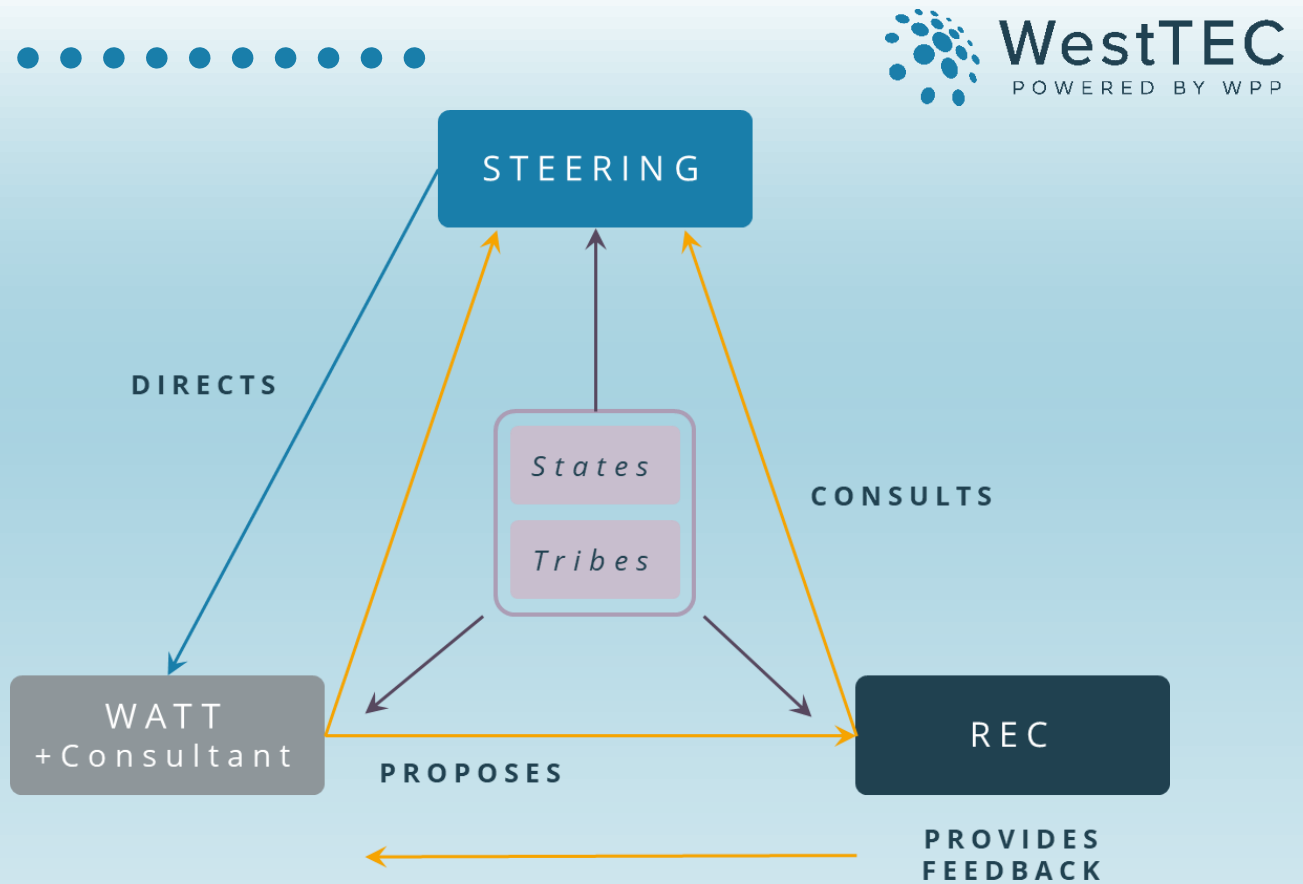 WestTEC
POWERED BY WPP
STEERING
DIRECTS
States
CONSULTS
Tribes
WATT
+Consultant
REC
PROPOSES
PROVIDES
FEEDBACK